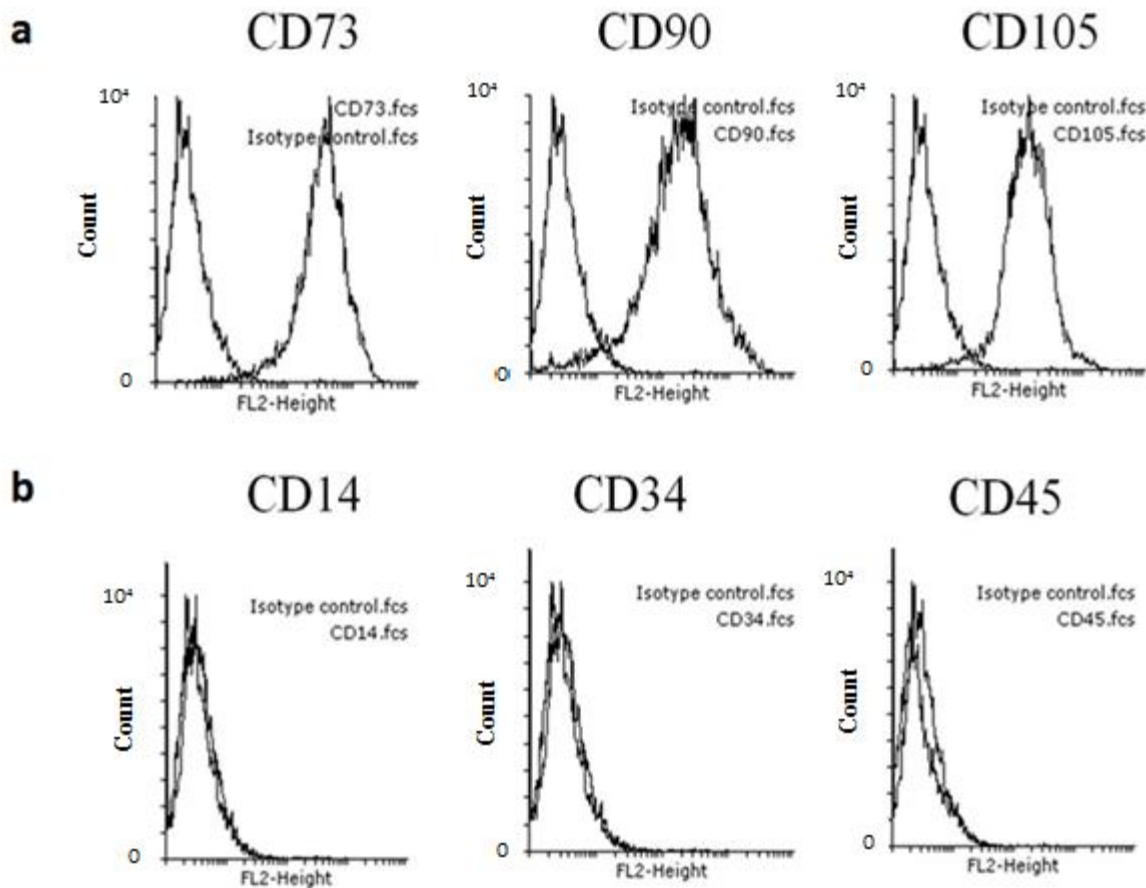 a
CD73
CD90
CD105
10⁴
CD73.fcs
Isotype control.fcs
Count
0
FL2-Height
10⁴
Isotype control.fcs
CD90.fcs
Count
0
FL2-Height
10⁴
Isotype control.fcs
CD105.fcs
Count
0
FL2-Height
b
CD14
CD34
CD45
10⁴
Isotype control.fcs
CD14.fcs
Count
0
FL2-Height
10⁴
Isotype control.fcs
CD34.fcs
Count
0
FL2-Height
10⁴
Isotype control.fcs
CD45.fcs
Count
0
FL2-Height